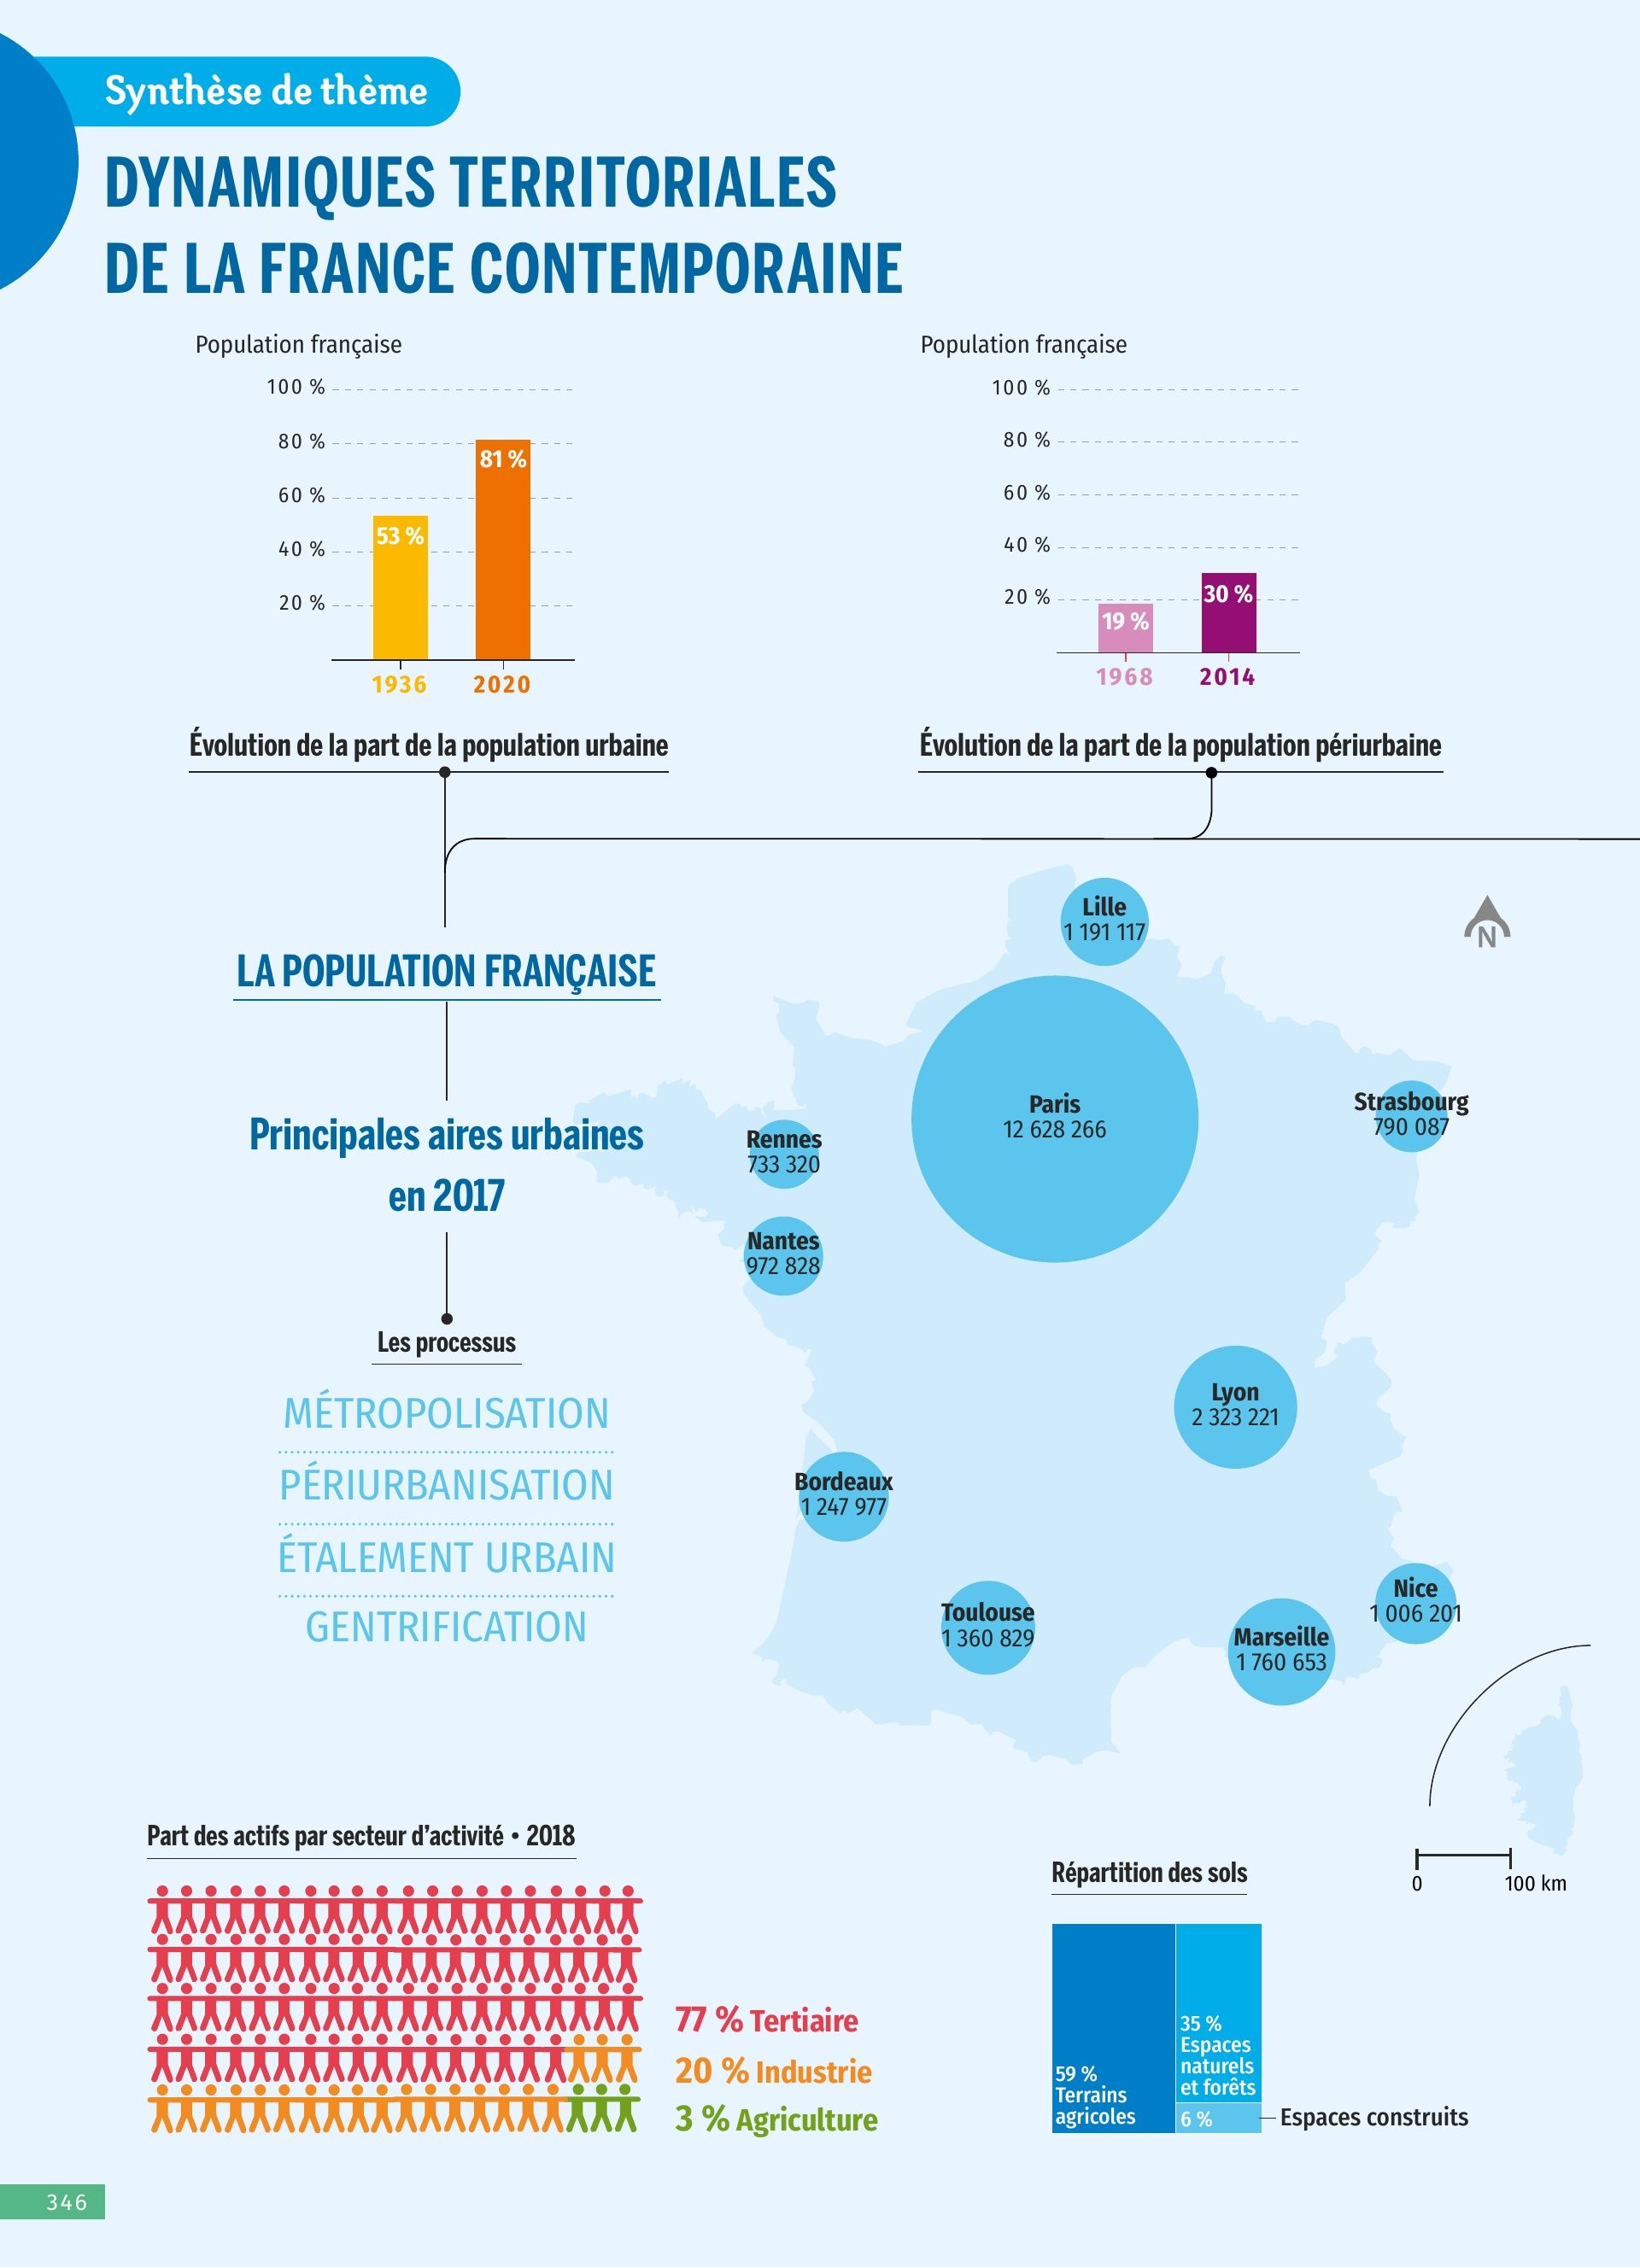 Synthèse de thème
DYNAMIQUES TERRITORIALES
DE LA FRANCE CONTEMPORAINE
Population française
100 %
80 %
60 %
40 %
20 %
53 %
81 %
1936
2020
Évolution de la part de la population urbaine
Population française
100 %
80 %
60 %
40 %
20 %
19 %
30 %
1968
2014
Évolution de la part de la population périurbaine
LA POPULATION FRANÇAISE
Principales aires urbaines
en 2017
Les processus
MÉTROPOLISATION
PÉRIURBANISATION
ÉTALEMENT URBAIN
GENTRIFICATION
N
Lille
1 191 117
Paris
12 628 266
Strasbourg
790 087
Rennes
733 320
Nantes
972 828
Lyon
2 323 221
Bordeaux
1 247 977
Nice
1 006 201
Toulouse
1 360 829
Marseille
1 760 653
0
100 km
Part des actifs par secteur d'activité • 2018
77 % Tertiaire
20 % Industrie
3 % Agriculture
Répartition des sols
59 %
Terrains
agricoles
35 %
Espaces
naturels
et forêts
6 %
Espaces construits
346